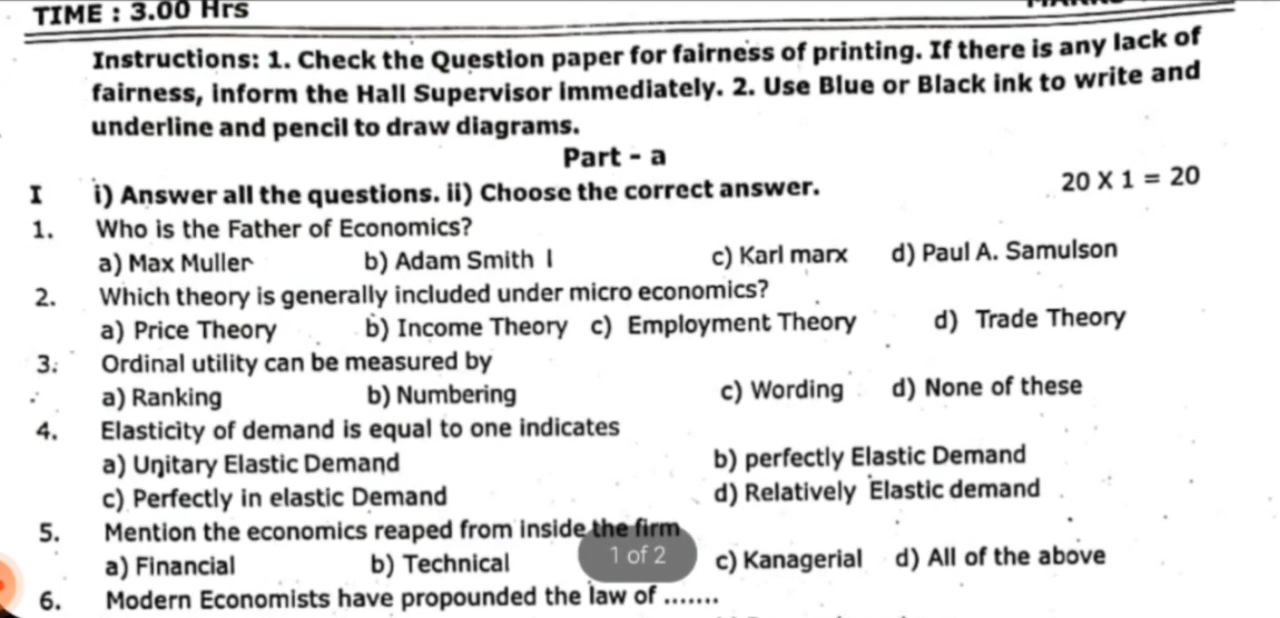 TIME : 3.00 Hrs
Instructions: 1. Check the Question paper for fairness of printing. If there is any lack of
fairness, inform the Hall Supervisor immediately. 2. Use Blue or Black ink to write and
underline and pencil to draw diagrams.
Part - a
I i) Answer all the questions. ii) Choose the correct answer. 20 X 1 = 20
1. Who is the Father of Economics?
a) Max Muller b) Adam Smith l c) Karl marx d) Paul A. Samulson
2. Which theory is generally included under micro economics?
a) Price Theory b) Income Theory c) Employment Theory d) Trade Theory
3. Ordinal utility can be measured by
a) Ranking b) Numbering c) Wording d) None of these
4. Elasticity of demand is equal to one indicates
a) Unitary Elastic Demand b) perfectly Elastic Demand
c) Perfectly in elastic Demand d) Relatively Elastic demand
5. Mention the economics reaped from inside the firm
1 of 2
a) Financial b) Technical c) Kanagerial d) All of the above
6. Modern Economists have propounded the law of .......